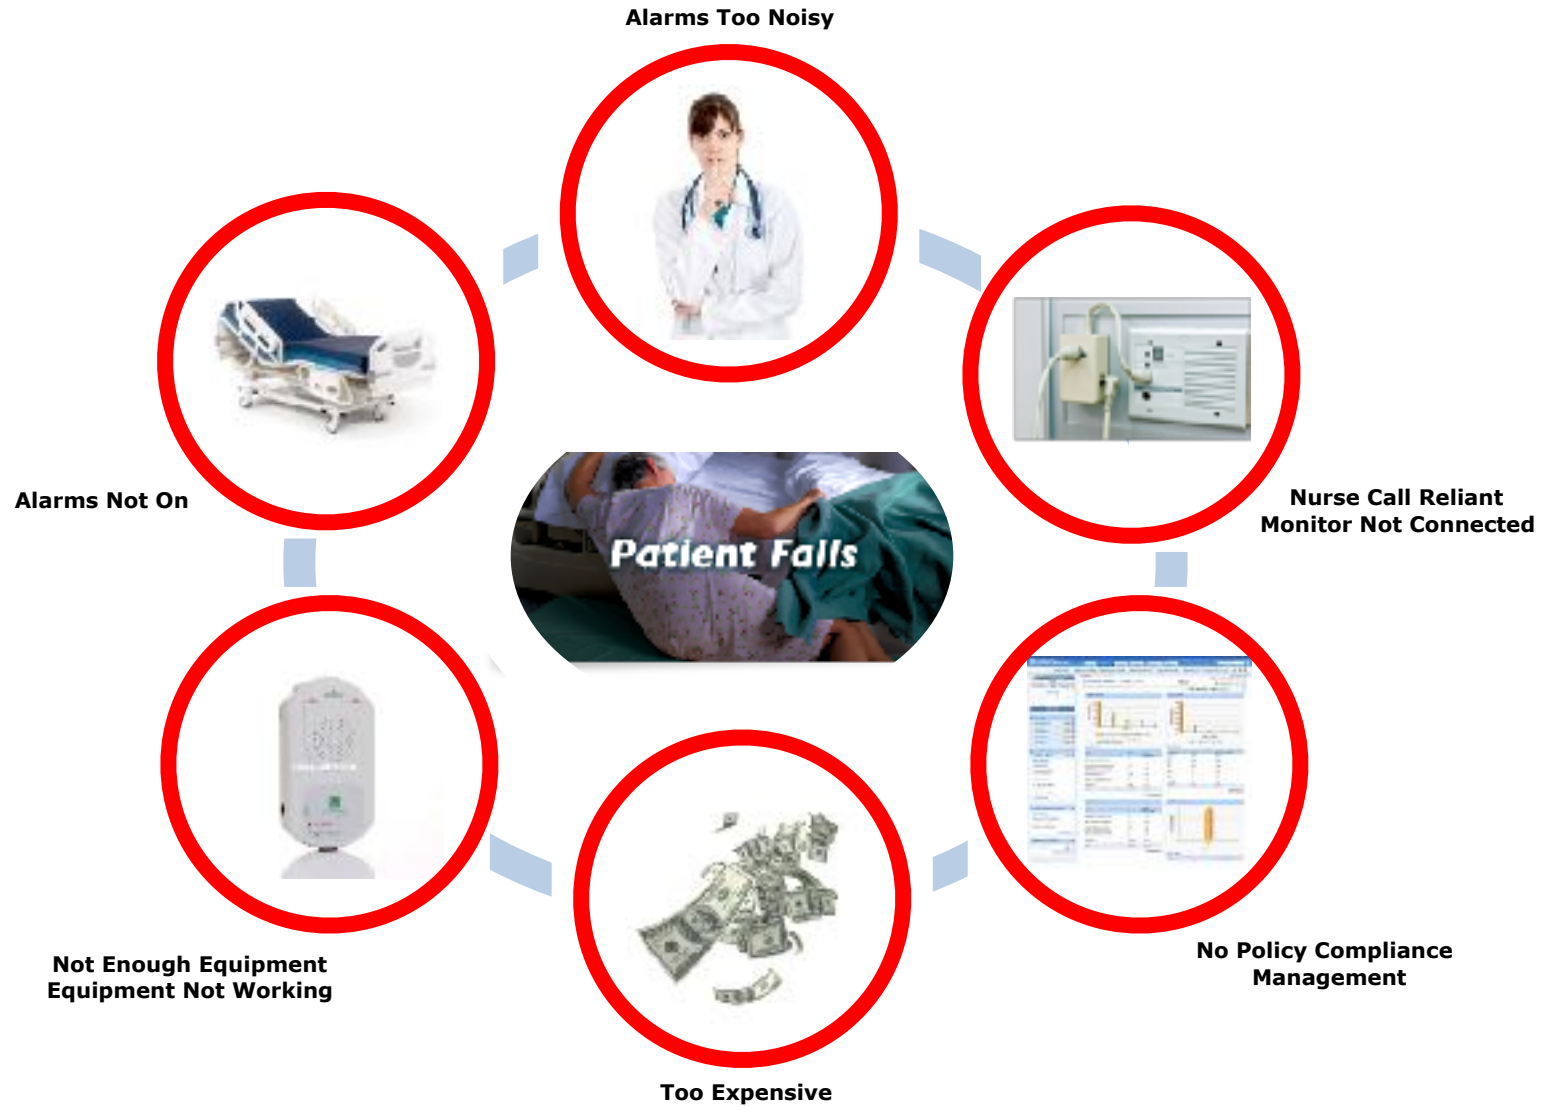 Alarms Too Noisy
Nurse Call Reliant
Monitor Not Connected
Alarms Not On
Patient Falls
Not Enough Equipment
Equipment Not Working
No Policy Compliance
Management
Too Expensive